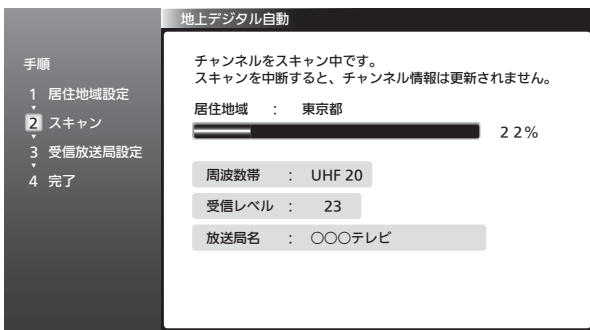 地上デジタル自動
手順
1 居住地域設定
2 スキャン
3 受信放送局設定
4 完了
チャンネルをスキャン中です。
スキャンを中断すると、チャンネル情報は更新されません。
居住地域 : 東京都
22%
周波数帯 : UHF 20
受信レベル : 23
放送局名 : ○○○テレビ